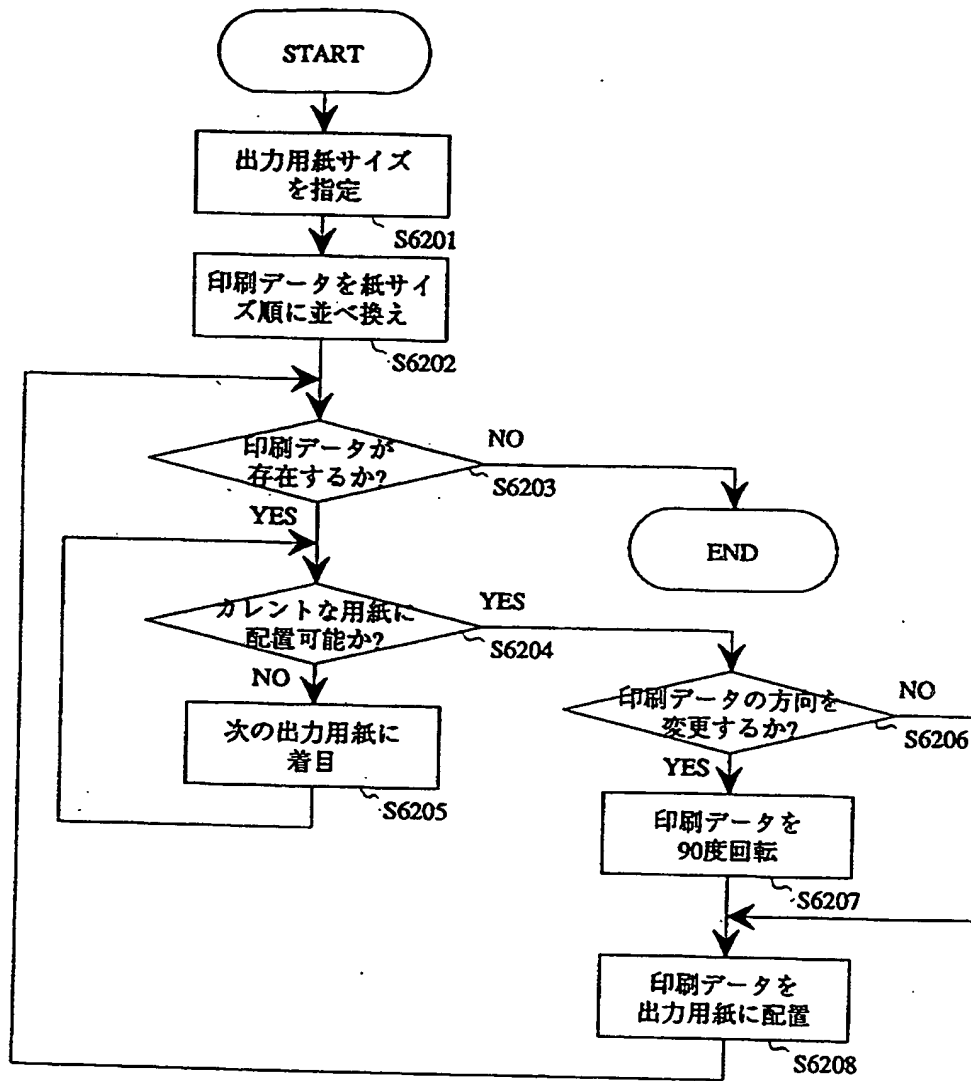 START
出力用紙サイズ
を指定
S6201
印刷データを紙サイ
ズ順に並べ換え
S6202
印刷データが
存在するか?
NO
S6203
YES
END
カレントな用紙に
配置可能か?
YES
S6204
NO
次の出力用紙に
着目
S6205
印刷データの方向を
変更するか?
NO
S6206
YES
印刷データを
90度回転
S6207
印刷データを
出力用紙に配置
S6208